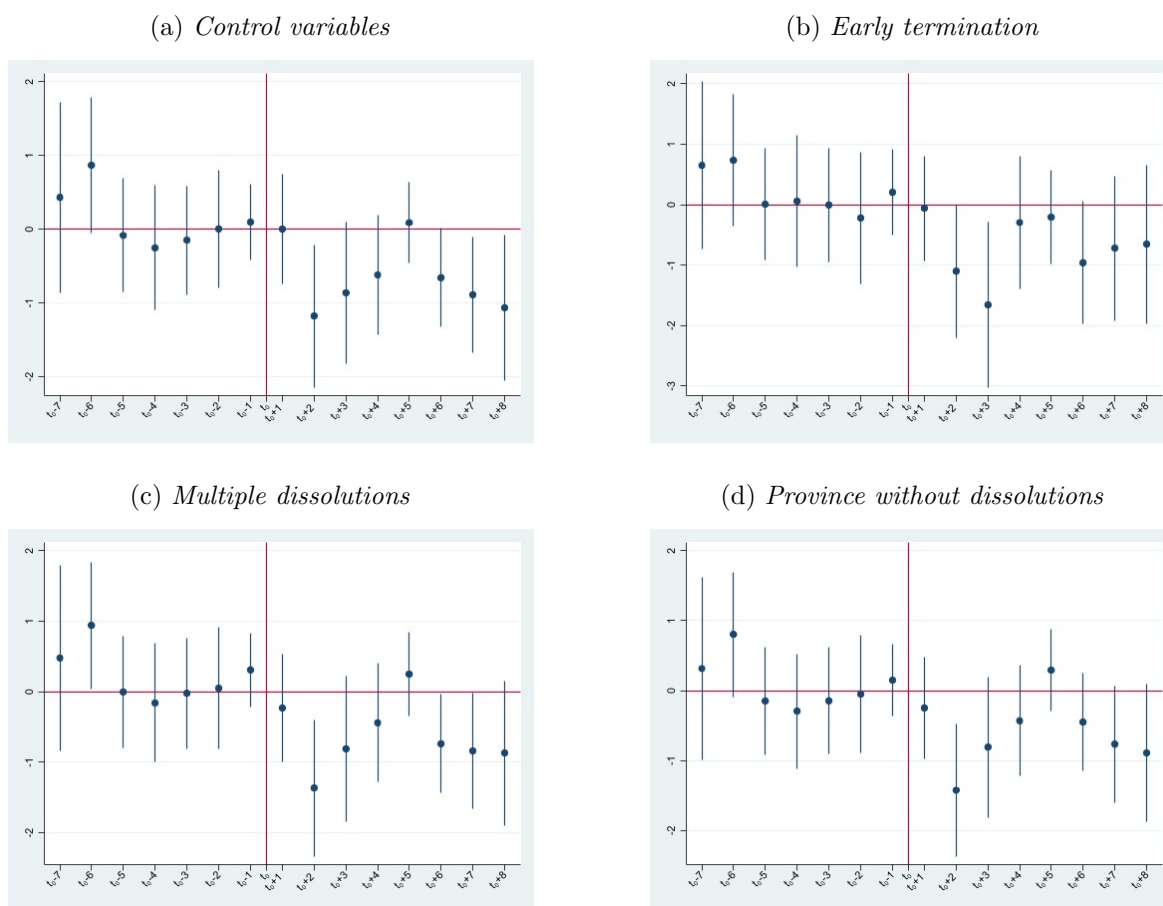 (a) Control variables
2
1
0
-1
-2
t₀-7 t₀-6 t₀-5 t₀-4 t₀-3 t₀-2 t₀-1 t₀ t₀+1 t₀+2 t₀+3 t₀+4 t₀+5 t₀+6 t₀+7 t₀+8
(b) Early termination
2
1
0
-1
-2
-3
t₀-7 t₀-6 t₀-5 t₀-4 t₀-3 t₀-2 t₀-1 t₀ t₀+1 t₀+2 t₀+3 t₀+4 t₀+5 t₀+6 t₀+7 t₀+8
(c) Multiple dissolutions
2
1
0
-1
-2
t₀-7 t₀-6 t₀-5 t₀-4 t₀-3 t₀-2 t₀-1 t₀ t₀+1 t₀+2 t₀+3 t₀+4 t₀+5 t₀+6 t₀+7 t₀+8
(d) Province without dissolutions
2
1
0
-1
-2
t₀-7 t₀-6 t₀-5 t₀-4 t₀-3 t₀-2 t₀-1 t₀ t₀+1 t₀+2 t₀+3 t₀+4 t₀+5 t₀+6 t₀+7 t₀+8